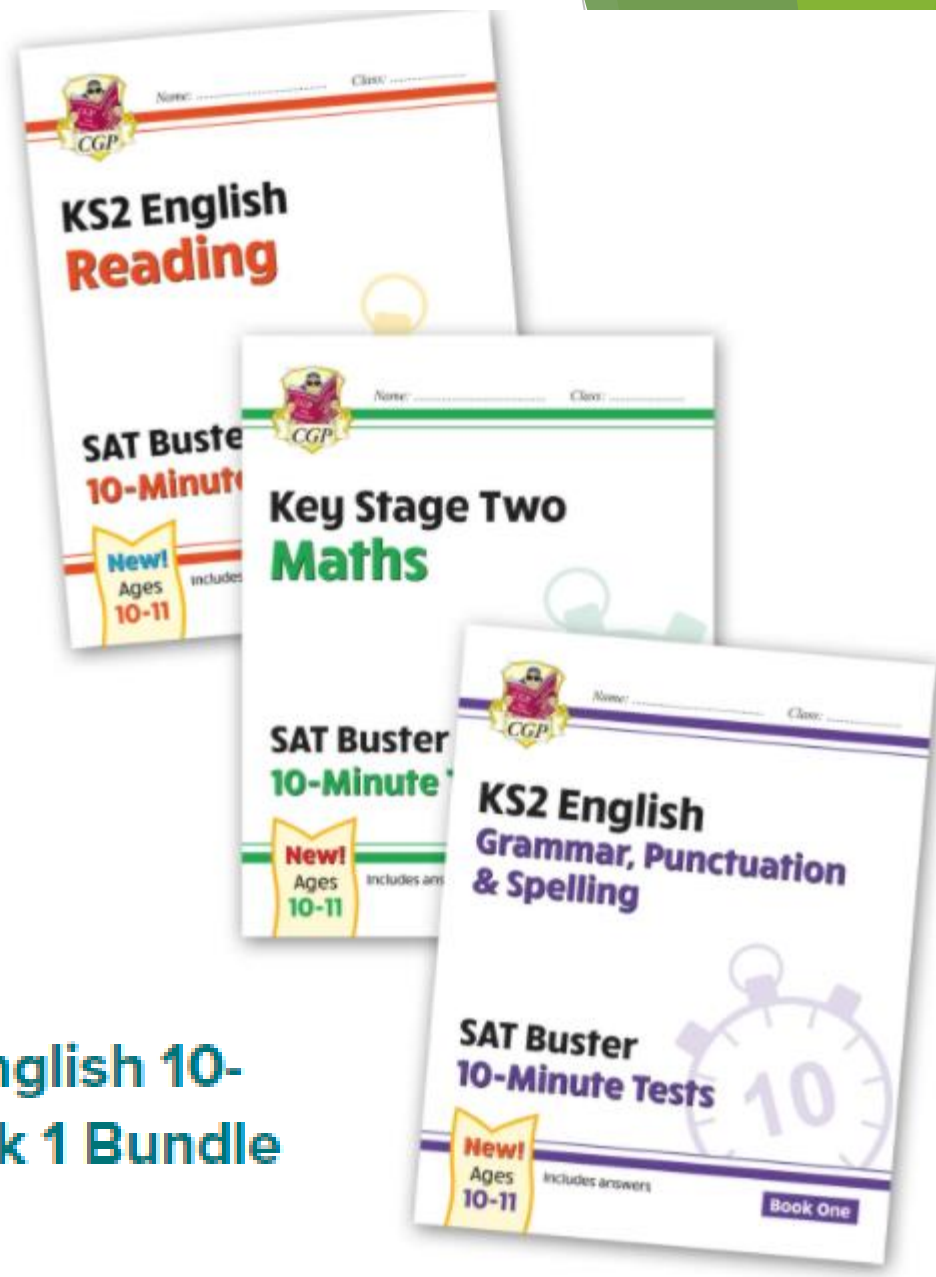 Name: ........................ Class: ..............
CGP
KS2 English
Reading
SAT Buste
10-Minute
New!
Ages
10-11
includes
Name: ........................ Class: ..............
CGP
Key Stage Two
Maths
SAT Buster
10-Minute
New!
Ages
10-11
Includes ans
Name: ........................ Class: ..............
CGP
KS2 English
Grammar, Punctuation
& Spelling
SAT Buster
10-Minute Tests
10
New!
Ages
10-11
Includes answers
Book One
nglish 10-
k 1 Bundle